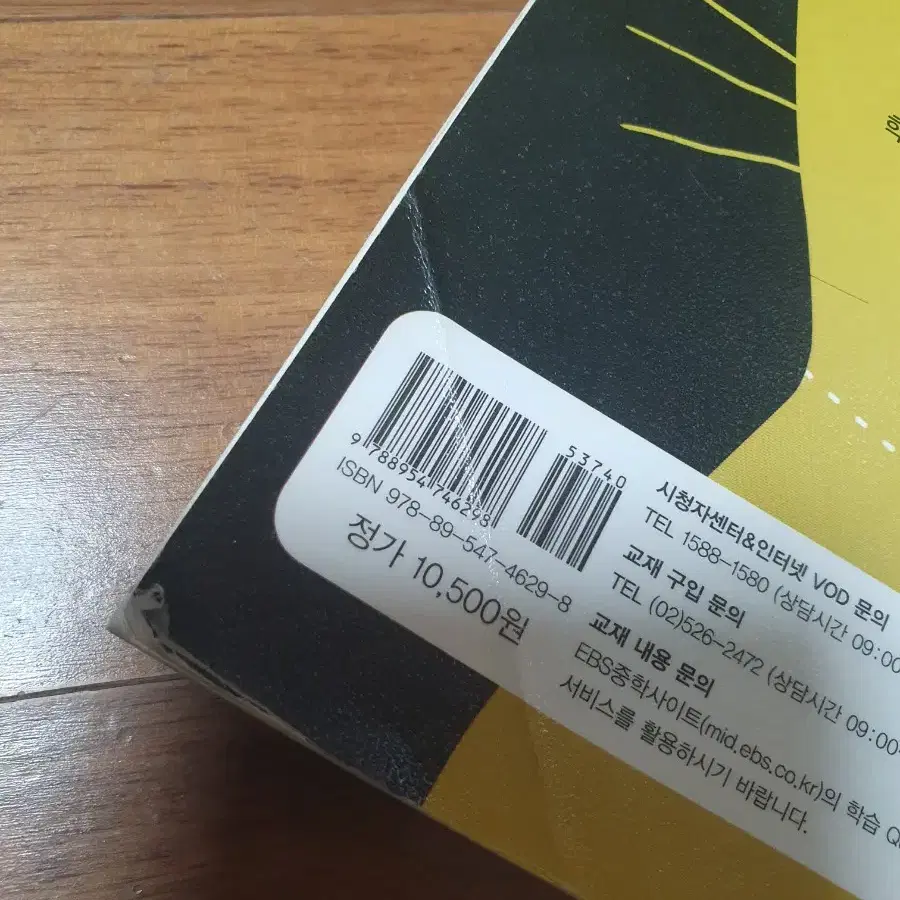 53740
9 788954 746298
ISBN 978-89-547-4629-8
정가 10,500원
시청자센터&인터넷 VOD 문의
TEL 1588-1580 (상담시간 09:00
교재 구입 문의
TEL (02)526-2472 (상담시간 09:00
교재 내용 문의
EBS중학사이트(mid.ebs.co.kr)의 학습
서비스를 활용하시기 바랍니다.